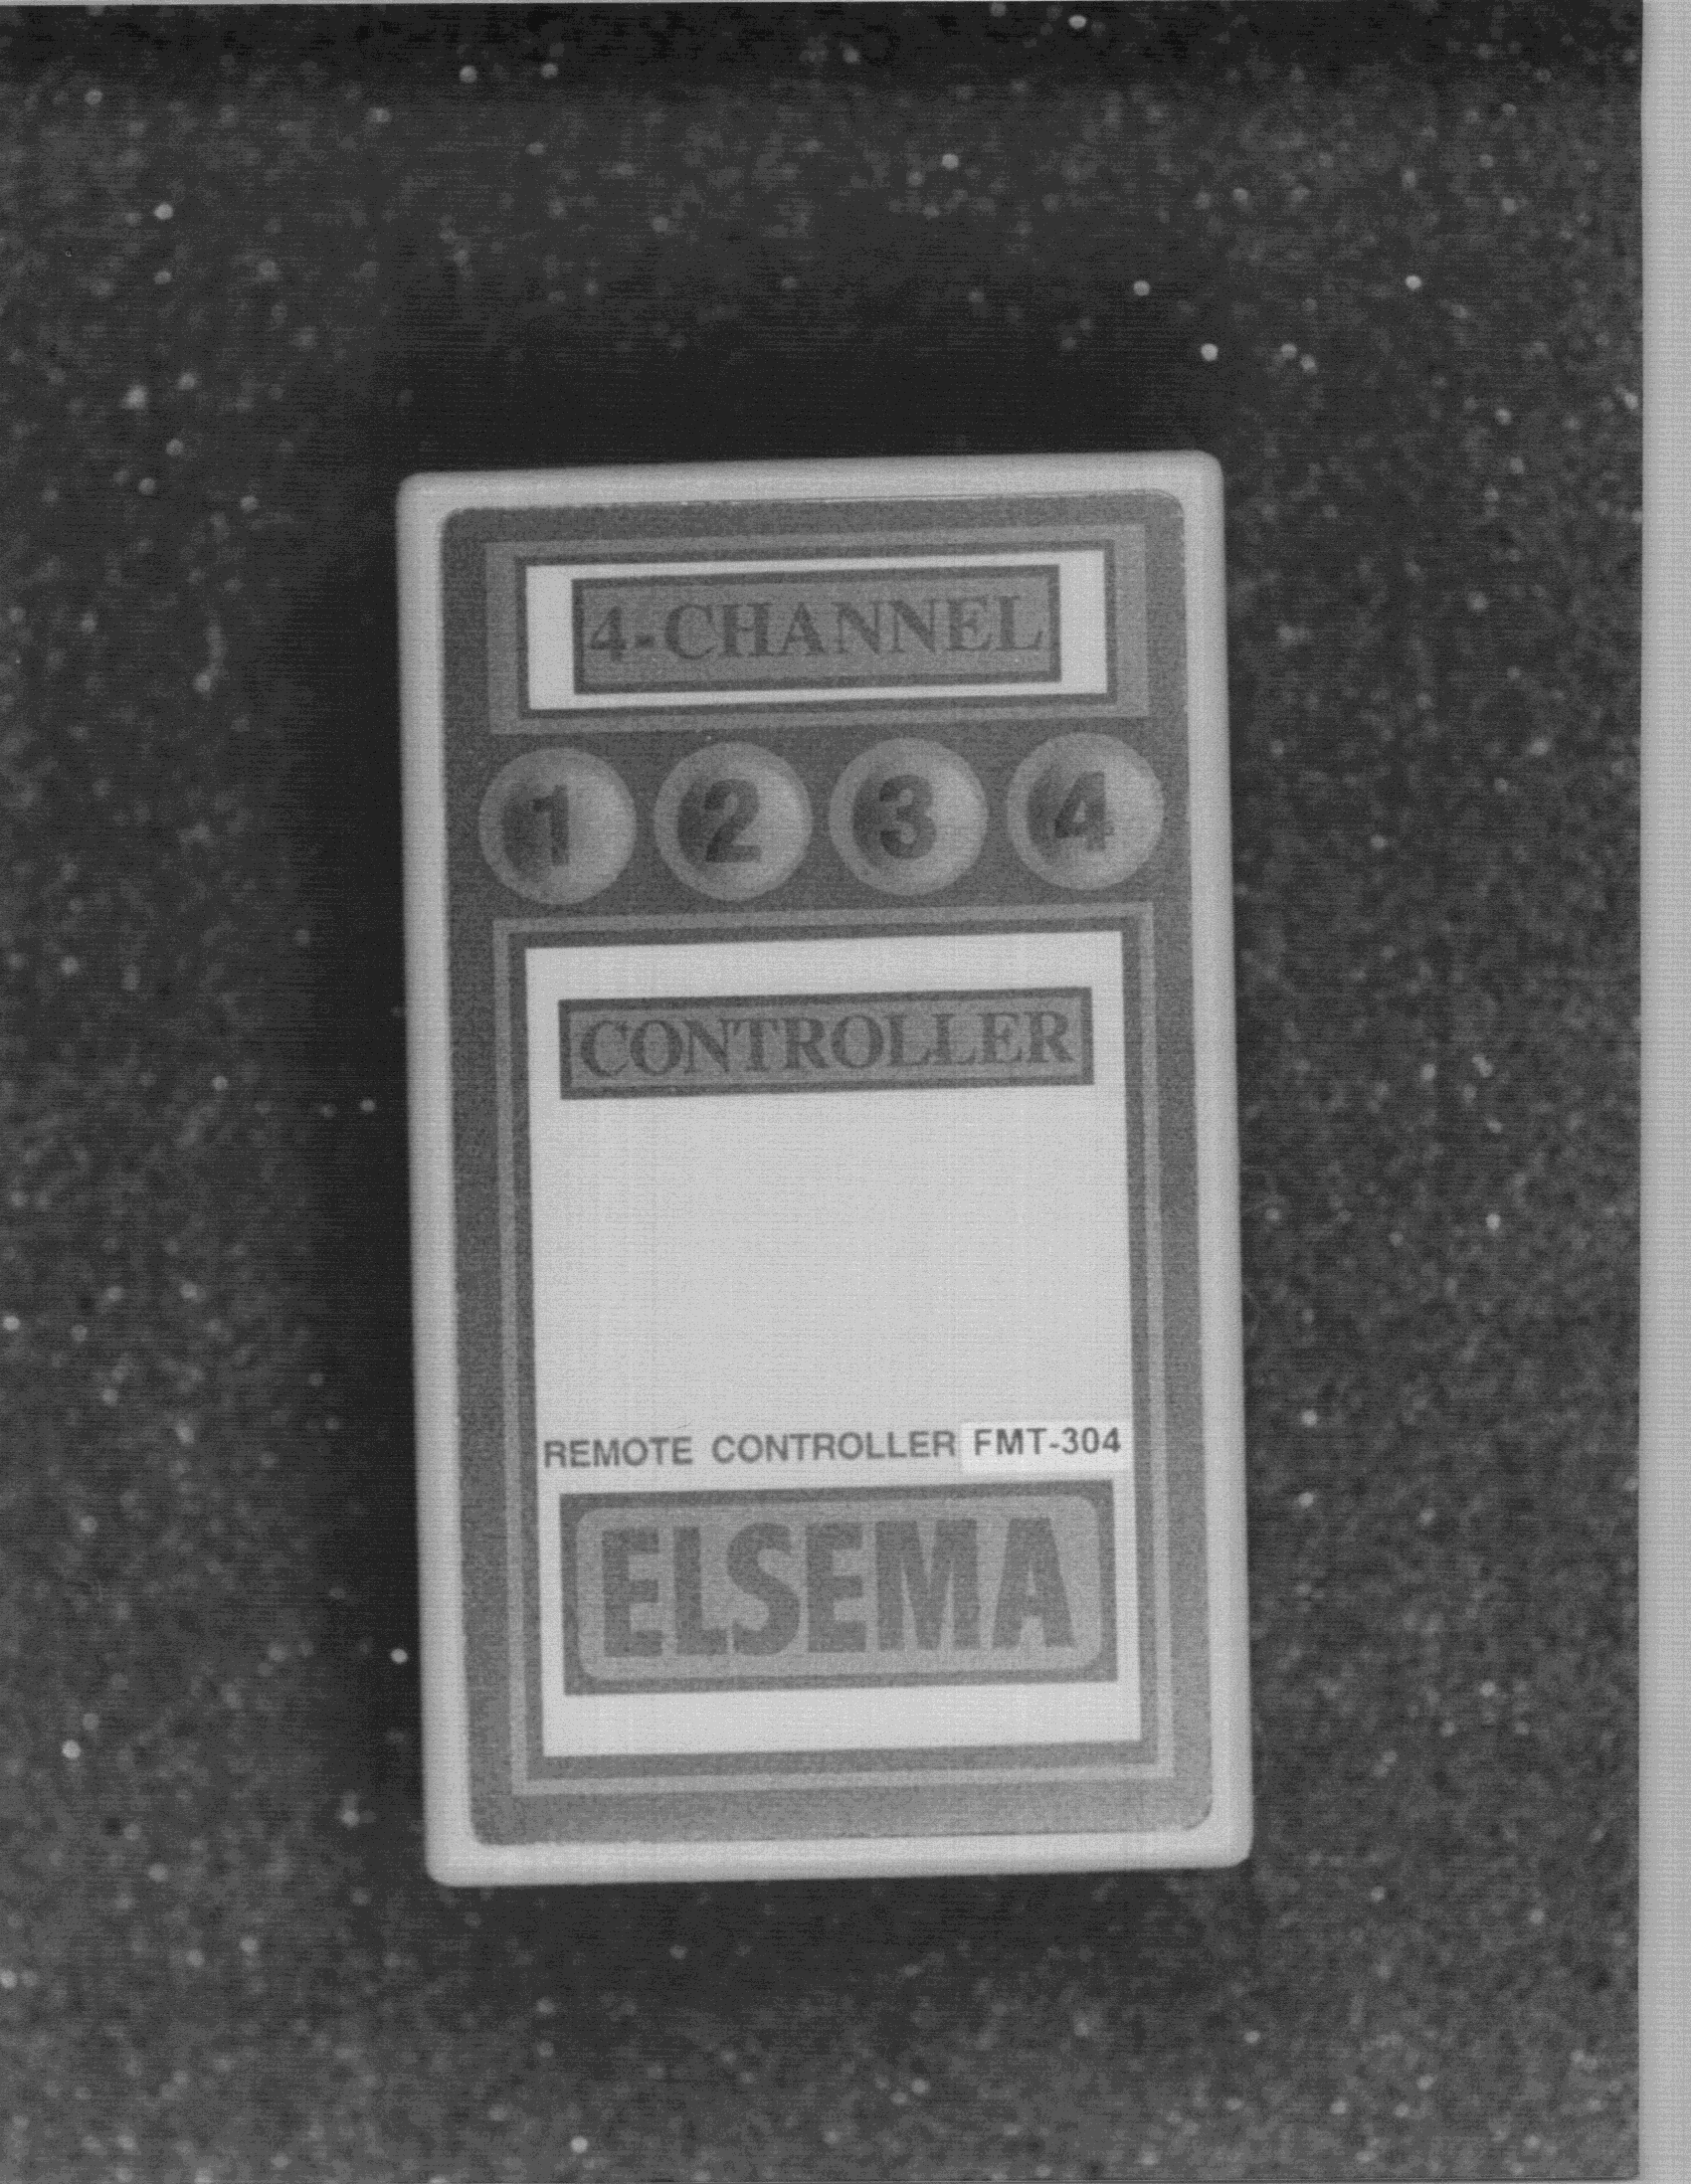 4-CHANNEL
1 2 3 4
CONTROLLER
REMOTE CONTROLLER FMT-304
ELSEMA